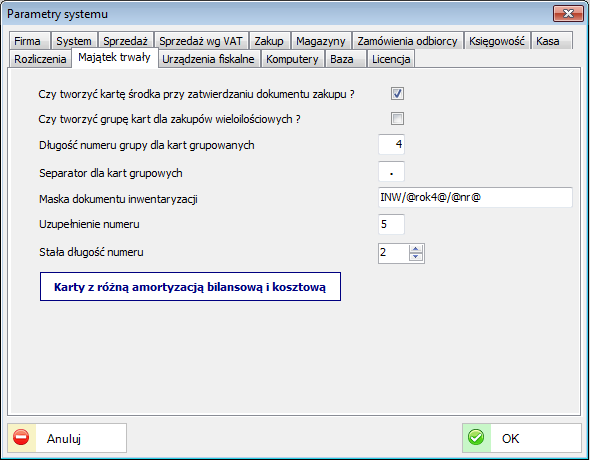 Parametry systemu
Firma System Sprzedaż Sprzedaż wg VAT Zakup Magazyny Zamówienia odbiorcy Księgowość Kasa
Rozliczenia Majątek trwały Urządzenia fiskalne Komputery Baza Licencja
Czy tworzyć kartę środka przy zatwierdzaniu dokumentu zakupu ?
Czy tworzyć grupę kart dla zakupów wieloilościowych ?
Długość numeru grupy dla kart grupowanych 4
Separator dla kart grupowych .
Maska dokumentu inwentaryzacji INW/@rok4@/@nr@
Uzupełnienie numeru 5
Stała długość numeru 2
Karty z różną amortyzacją bilansową i kosztową
Anuluj OK